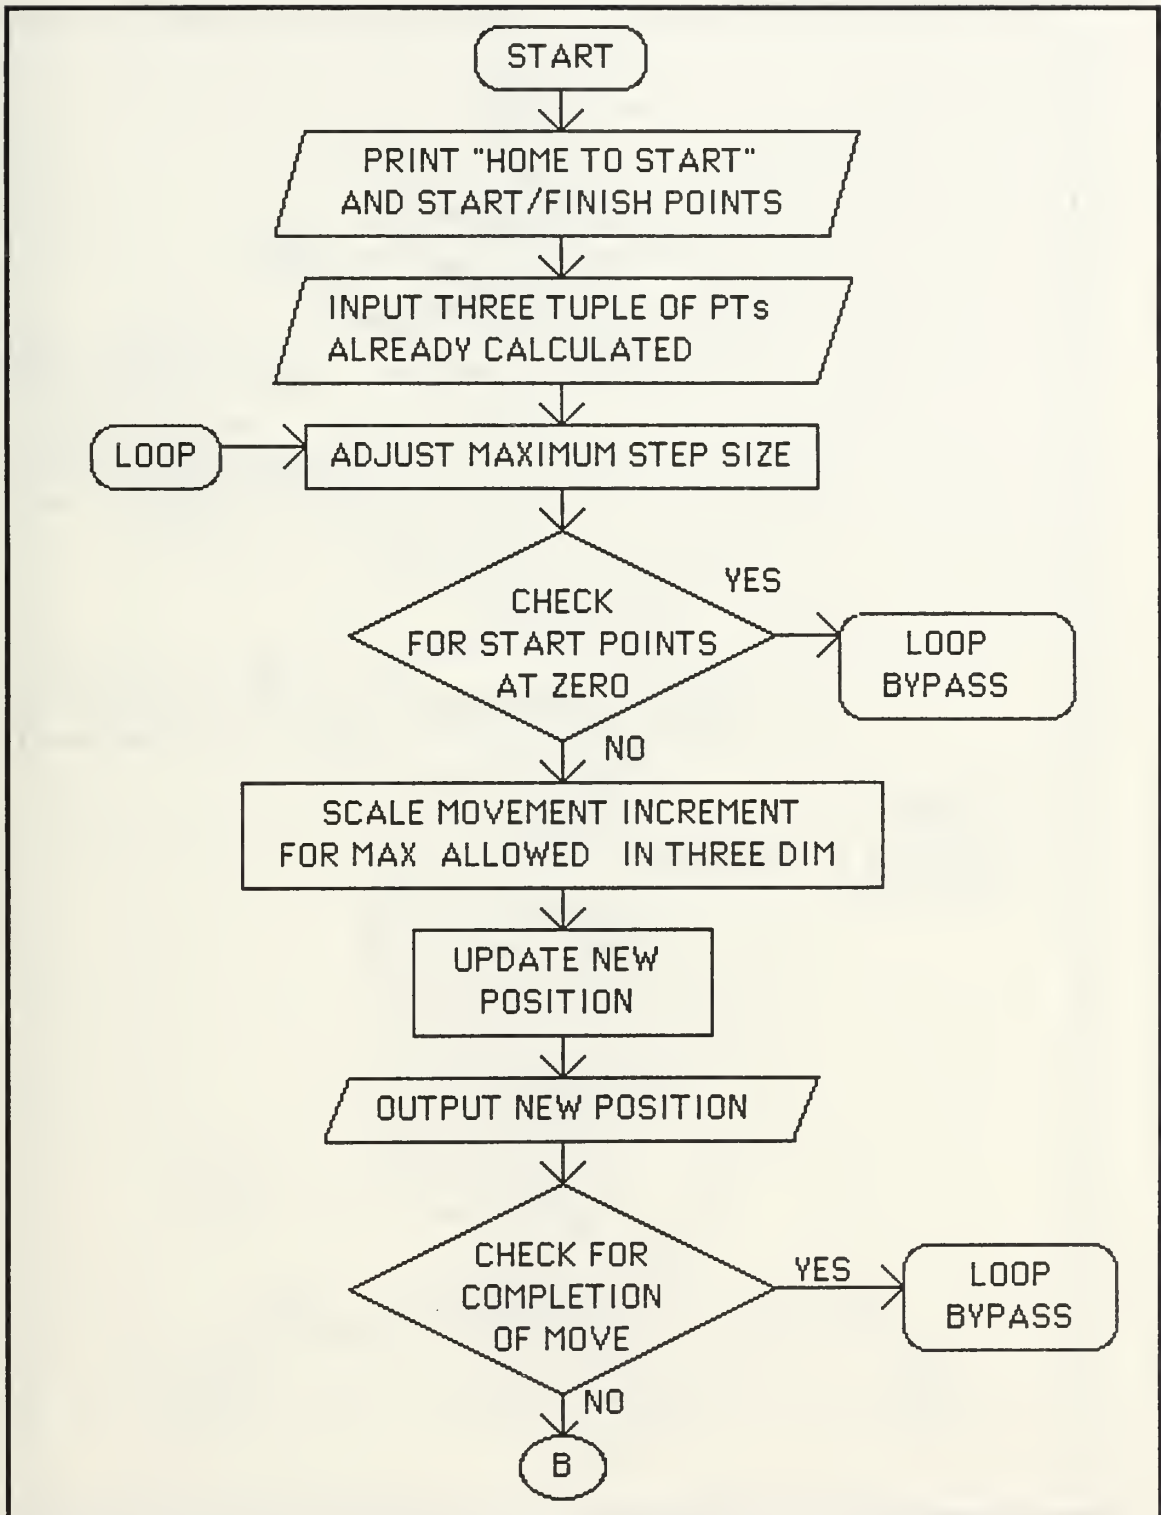 START
PRINT "HOME TO START"
AND START/FINISH POINTS
INPUT THREE TUPLE OF PTs
ALREADY CALCULATED
LOOP
ADJUST MAXIMUM STEP SIZE
YES
CHECK
FOR START POINTS
AT ZERO
LOOP
BYPASS
NO
SCALE MOVEMENT INCREMENT
FOR MAX ALLOWED IN THREE DIM
UPDATE NEW
POSITION
OUTPUT NEW POSITION
CHECK FOR
COMPLETION
OF MOVE
YES
LOOP
BYPASS
NO
B